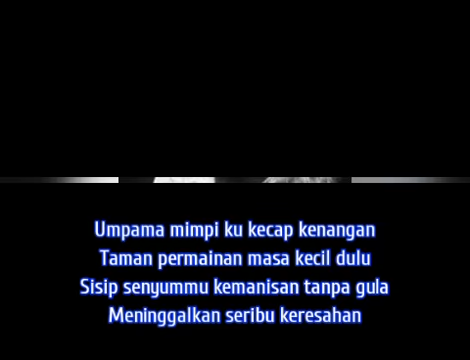 Umpama mimpi ku kecap kenangan
Taman permainan masa kecil dulu
Sisip senyummu kemanisan tanpa gula
Meninggalkan seribu keresahan